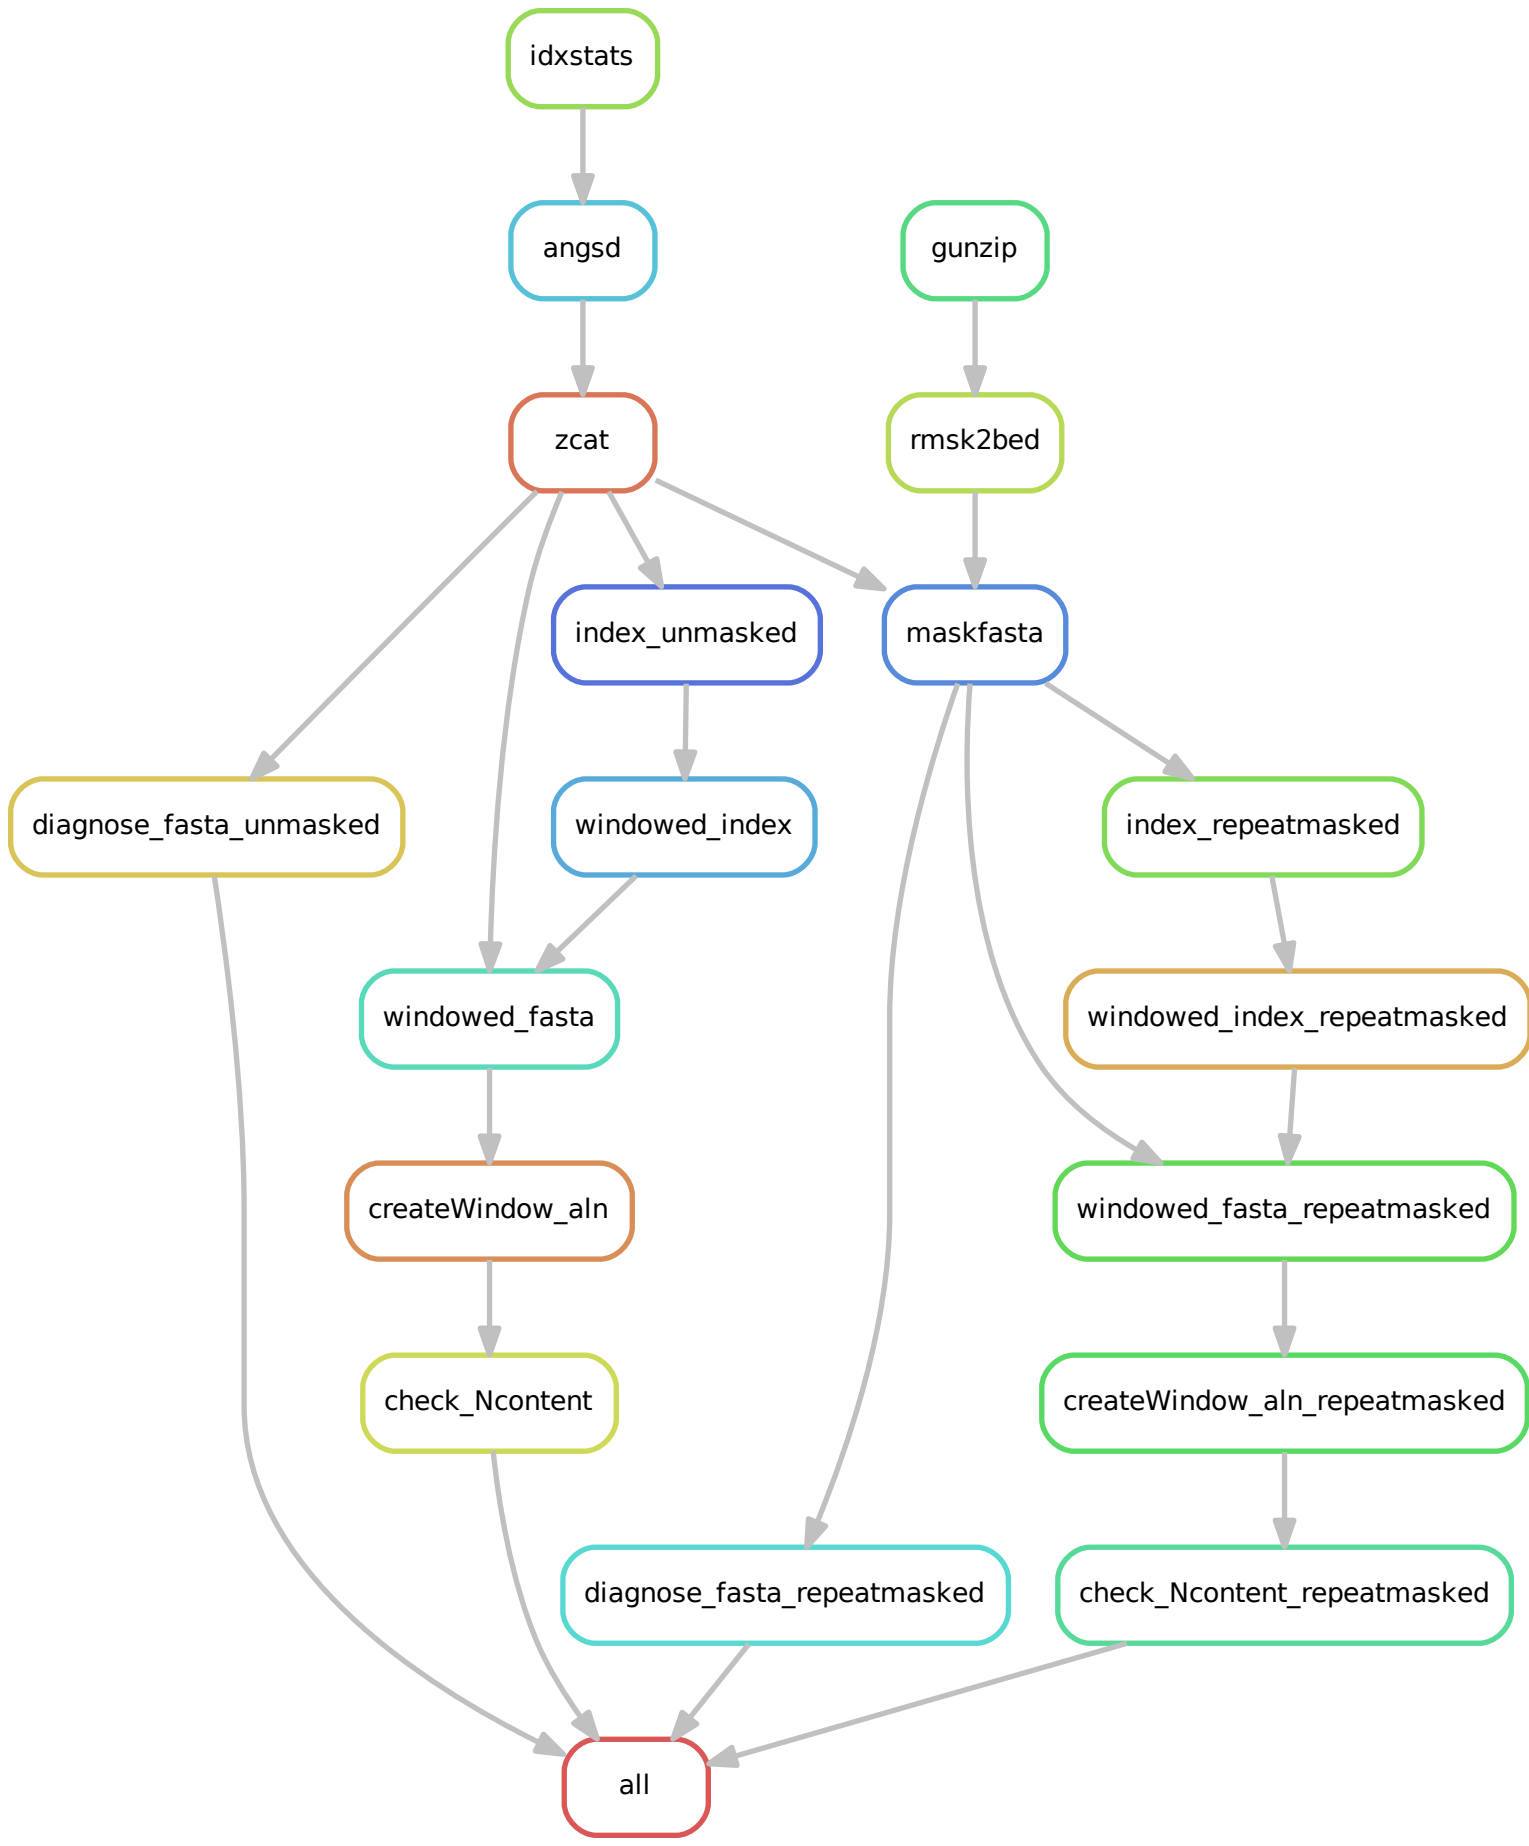 idxstats
angsd
gunzip
zcat
rmsk2bed
index_unmasked
maskfasta
diagnose_fasta_unmasked
windowed_index
index_repeatmasked
windowed_fasta
windowed_index_repeatmasked
createWindow_aln
windowed_fasta_repeatmasked
check_Ncontent
createWindow_aln_repeatmasked
diagnose_fasta_repeatmasked
check_Ncontent_repeatmasked
all